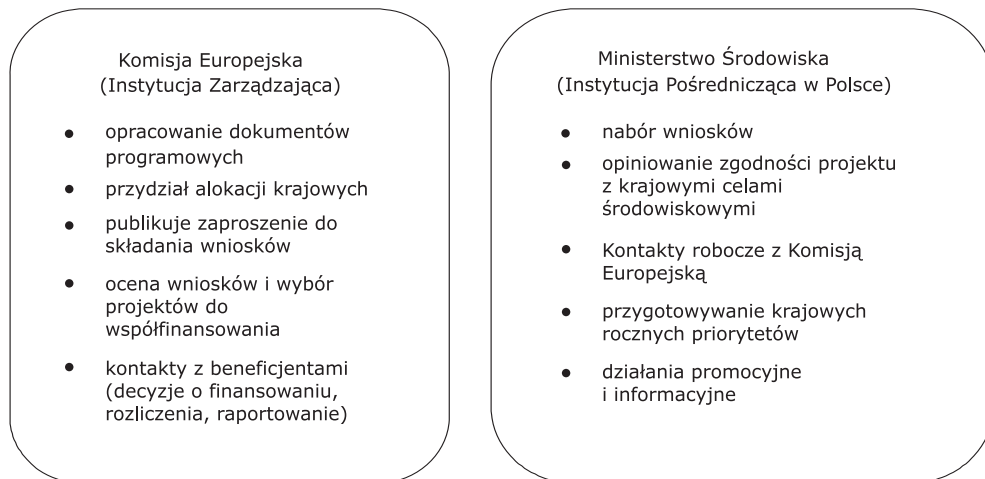 Komisja Europejska
(Instytucja Zarządzająca)
● opracowanie dokumentów
programowych
● przydział alokacji krajowych
● publikuje zaproszenie do
składania wniosków
● ocena wniosków i wybór
projektów do
współfinansowania
● kontakty z beneficjentami
(decyzje o finansowaniu,
rozliczenia, raportowanie)
Ministerstwo Środowiska
(Instytucja Pośrednicząca w Polsce)
● nabór wniosków
● opiniowanie zgodności projektu
z krajowymi celami
środowiskowymi
● Kontakty robocze z Komisją
Europejską
● przygotowywanie krajowych
rocznych priorytetów
● działania promocyjne
i informacyjne